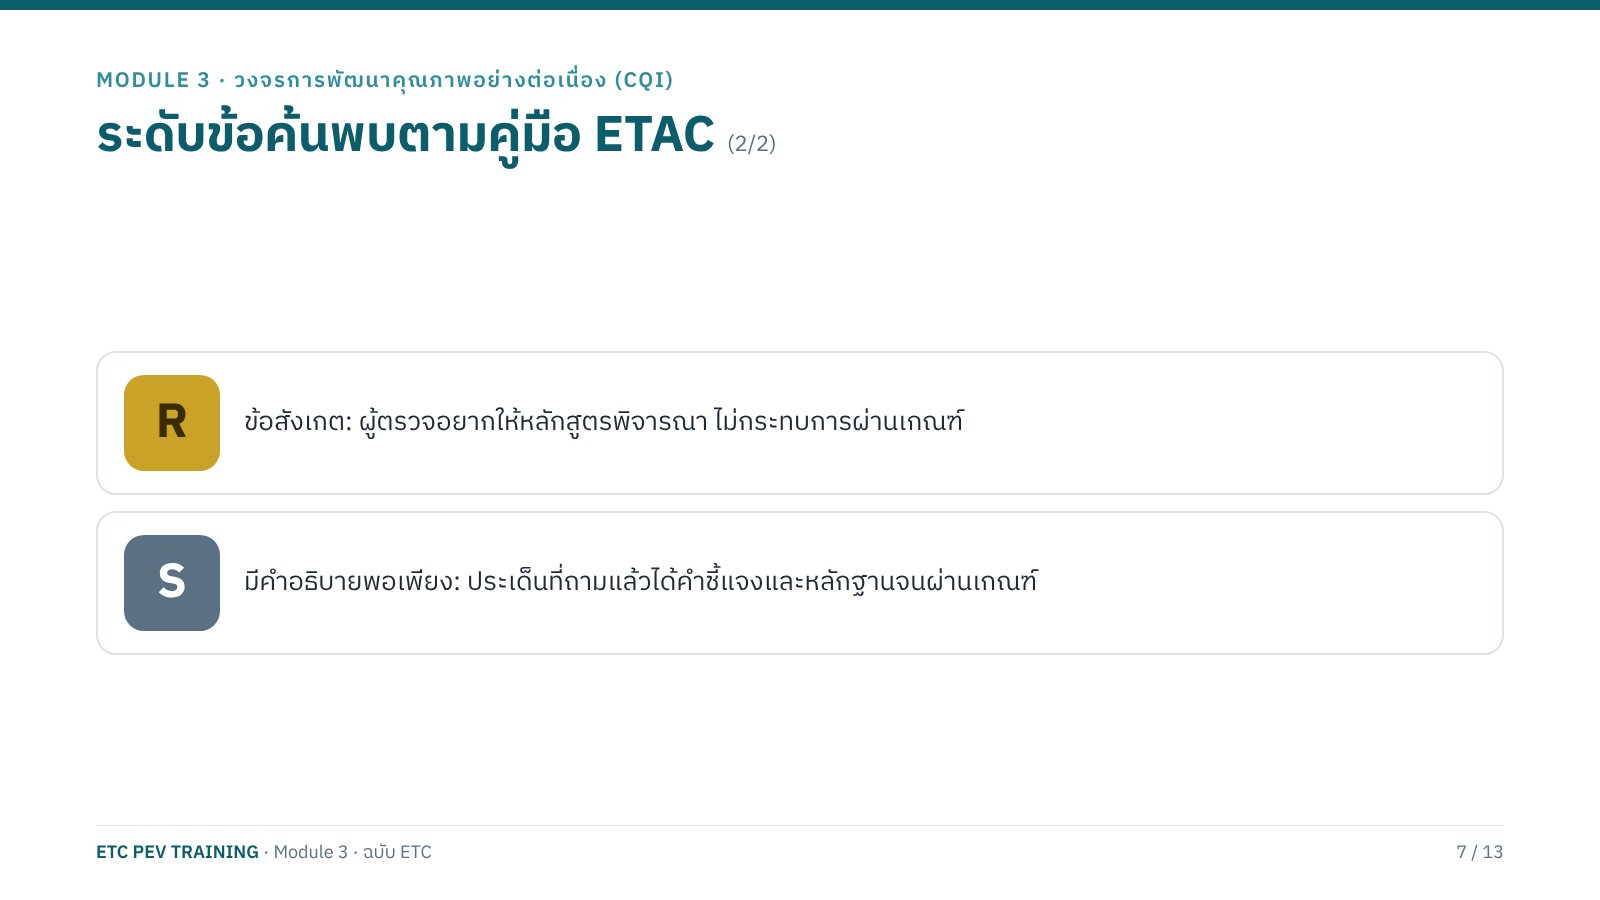 MODULE 3 · วงจรการพัฒนาคุณภาพอย่างต่อเนื่อง (CQI)
ระดับข้อค้นพบตามคู่มือ ETAC (2/2)
R
ข้อสังเกต: ผู้ตรวจอยากให้หลักสูตรพิจารณา ไม่กระทบการผ่านเกณฑ์
S
มีคำอธิบายพอเพียง: ประเด็นที่ถามแล้วได้คำชี้แจงและหลักฐานจนผ่านเกณฑ์
ETC PEV TRAINING · Module 3 · ฉบับ ETC
7 / 13